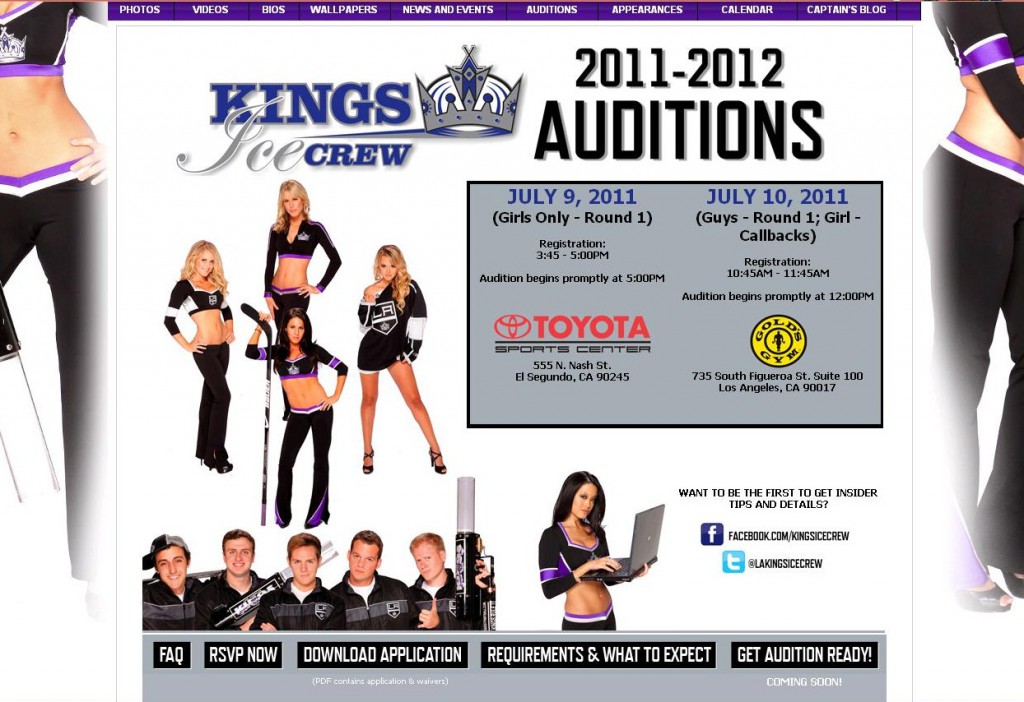 PHOTOS VIDEOS BIOS WALLPAPERS NEWS AND EVENTS AUDITIONS APPEARANCES CALENDAR CAPTAIN'S BLOG
KINGS
Ice CREW
2011-2012
AUDITIONS
JULY 9, 2011
(Girls Only - Round 1)
Registration:
3:45 - 5:00PM
Audition begins promptly at 5:00PM
TOYOTA
SPORTS CENTER
555 N. Nash St.
El Segundo, CA 90245
JULY 10, 2011
(Guys - Round 1; Girl -
Callbacks)
Registration:
10:45AM - 11:45AM
Audition begins promptly at 12:00PM
GOLD'S
GYM
735 South Figueroa St. Suite 100
Los Angeles, CA 90017
LA
WANT TO BE THE FIRST TO GET INSIDER
TIPS AND DETAILS?
f FACEBOOK.COM/KINGSICECREW
t @LAKINGSICECREW
FAQ RSVP NOW DOWNLOAD APPLICATION REQUIREMENTS & WHAT TO EXPECT GET AUDITION READY!
(PDF contains application & waivers) COMING SOON!